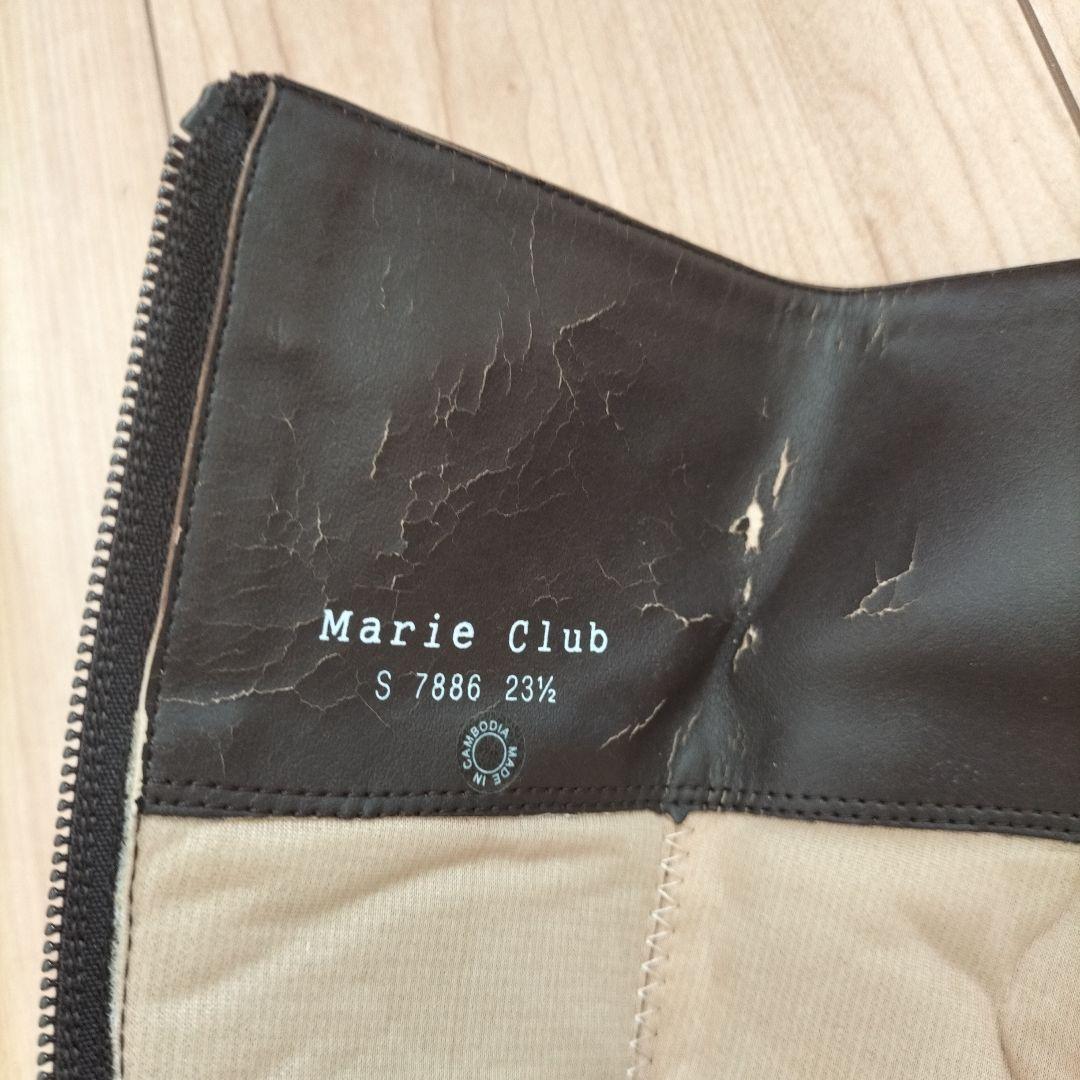 Marie Club
S 7886 23½
MADE IN CAMBODIA